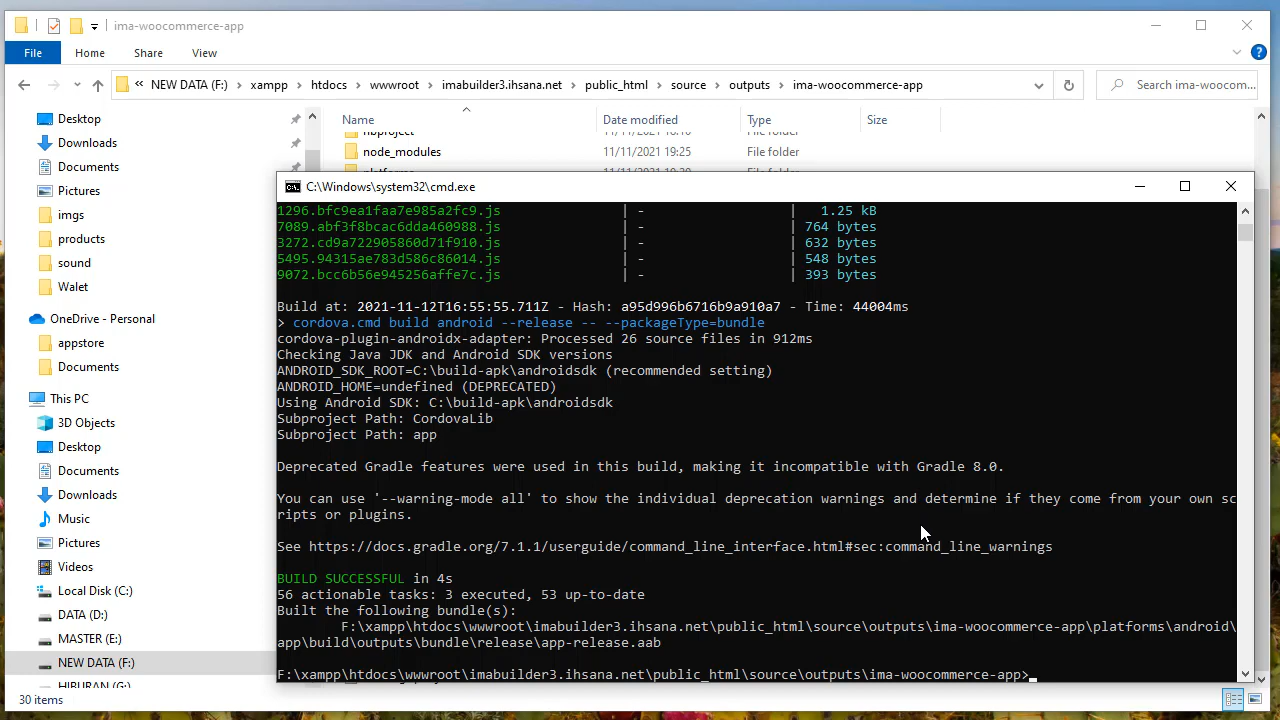 ima-woocommerce-app
File
Home
Share
View
«
NEW DATA (F:)
xampp
htdocs
wwwroot
imabuilder3.ihsana.net
public_html
source
outputs
ima-woocommerce-app
Search ima-woocom...
Name
Date modified
Type
Size
Desktop
Downloads
Documents
Pictures
imgs
products
sound
Walet
OneDrive - Personal
appstore
Documents
This PC
3D Objects
Desktop
Documents
Downloads
Music
Pictures
Videos
Local Disk (C:)
DATA (D:)
MASTER (E:)
NEW DATA (F:)
HIBURAN (G:)
30 items
nbproject
11/11/2021 18:10
File folder
node_modules
11/11/2021 19:25
File folder
C:\Windows\system32\cmd.exe
1296.bfc9ea1faa7e985a2fc9.js | - | 1.25 kB
7089.abf3f8bcac6dda460988.js | - | 764 bytes
3272.cd9a722905860d71f910.js | - | 632 bytes
5495.94315ae783d586c86014.js | - | 548 bytes
9072.bcc6b56e945256affe7c.js | - | 393 bytes
Build at: 2021-11-12T16:55:55.711Z - Hash: a95d996b6716b9a910a7 - Time: 44004ms
> cordova.cmd build android --release -- --packageType=bundle
cordova-plugin-androidx-adapter: Processed 26 source files in 912ms
Checking Java JDK and Android SDK versions
ANDROID_SDK_ROOT=C:\build-apk\androidsdk (recommended setting)
ANDROID_HOME=undefined (DEPRECATED)
Using Android SDK: C:\build-apk\androidsdk
Subproject Path: CordovaLib
Subproject Path: app
Deprecated Gradle features were used in this build, making it incompatible with Gradle 8.0.
You can use '--warning-mode all' to show the individual deprecation warnings and determine if they come from your own sc
ripts or plugins.
See https://docs.gradle.org/7.1.1/userguide/command_line_interface.html#sec:command_line_warnings
BUILD SUCCESSFUL in 4s
56 actionable tasks: 3 executed, 53 up-to-date
Built the following bundle(s):
F:\xampp\htdocs\wwwroot\imabuilder3.ihsana.net\public_html\source\outputs\ima-woocommerce-app\platforms\android\
app\build\outputs\bundle\release\app-release.aab
F:\xampp\htdocs\wwwroot\imabuilder3.ihsana.net\public_html\source\outputs\ima-woocommerce-app>